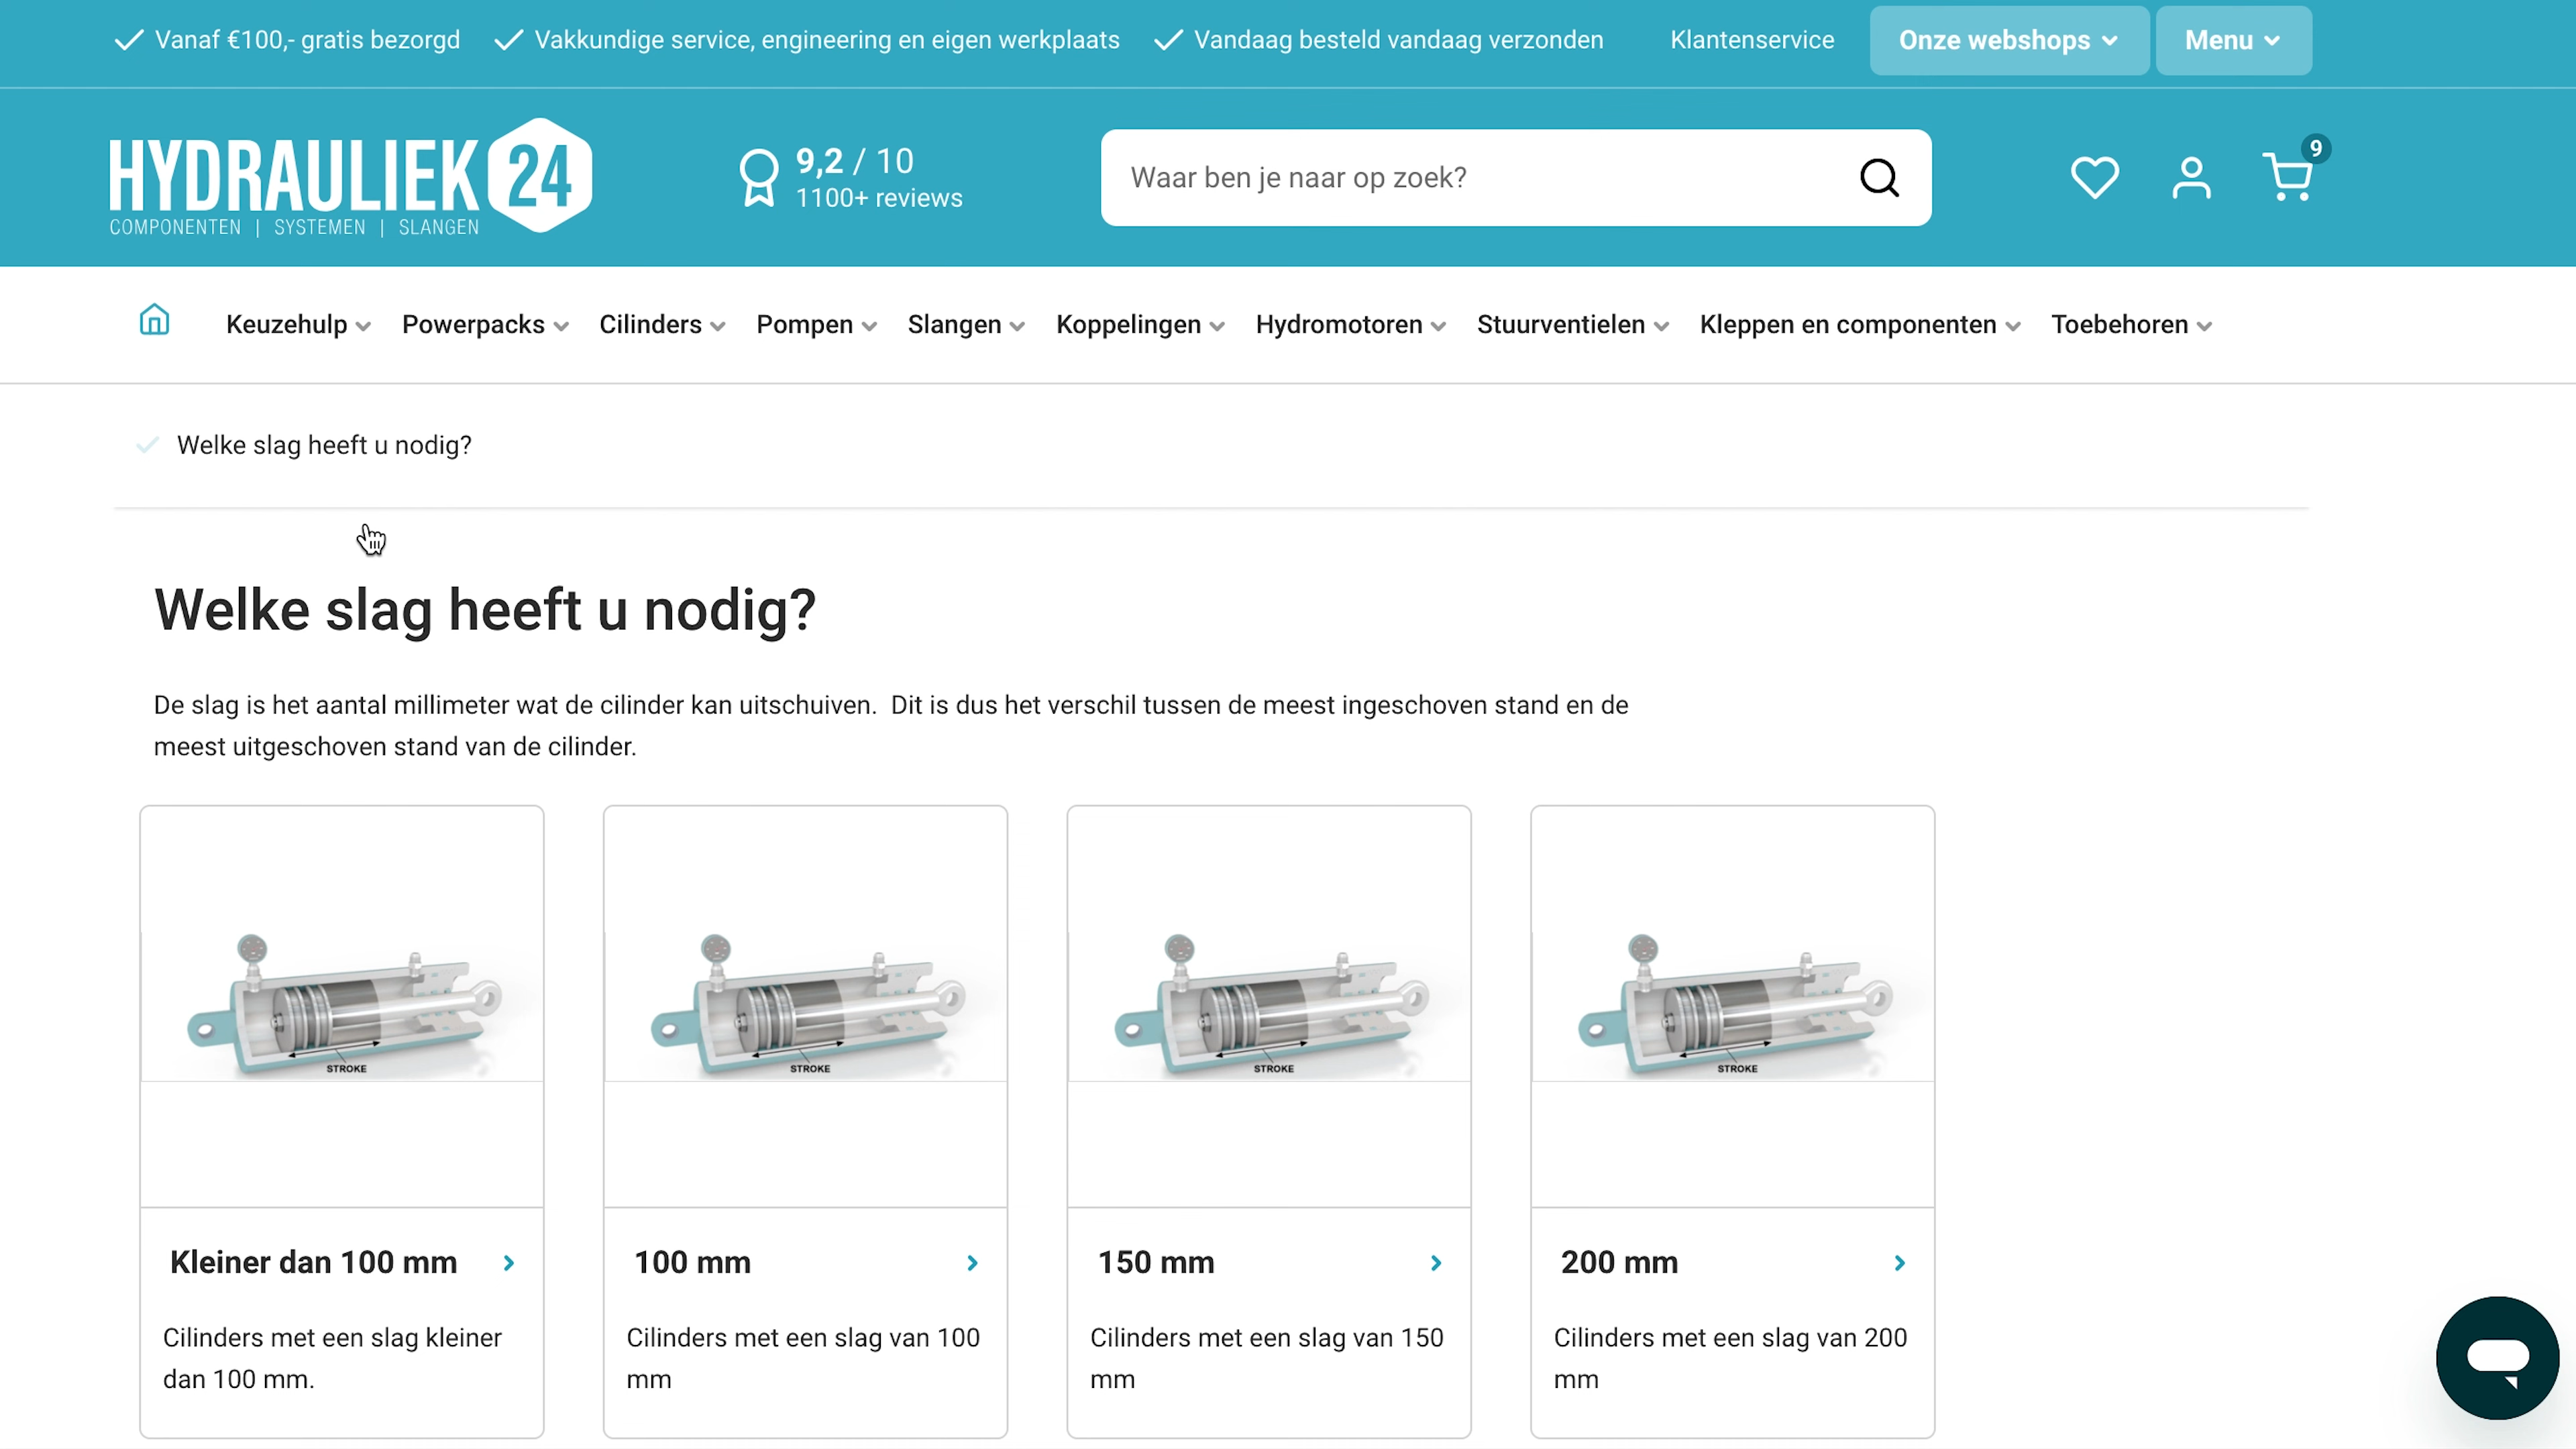 Vanaf €100,- gratis bezorgd
Vakkundige service, engineering en eigen werkplaats
Vandaag besteld vandaag verzonden
Klantenservice
Onze webshops
Menu
HYDRAULIEK 24
COMPONENTEN | SYSTEMEN | SLANGEN
9,2 / 10
1100+ reviews
Waar ben je naar op zoek?
9
Keuzehulp
Powerpacks
Cilinders
Pompen
Slangen
Koppelingen
Hydromotoren
Stuurventielen
Kleppen en componenten
Toebehoren
Welke slag heeft u nodig?
Welke slag heeft u nodig?
De slag is het aantal millimeter wat de cilinder kan uitschuiven.  Dit is dus het verschil tussen de meest ingeschoven stand en de
meest uitgeschoven stand van de cilinder.
STROKE
Kleiner dan 100 mm
Cilinders met een slag kleiner
dan 100 mm.
STROKE
100 mm
Cilinders met een slag van 100
mm
STROKE
150 mm
Cilinders met een slag van 150
mm
STROKE
200 mm
Cilinders met een slag van 200
mm